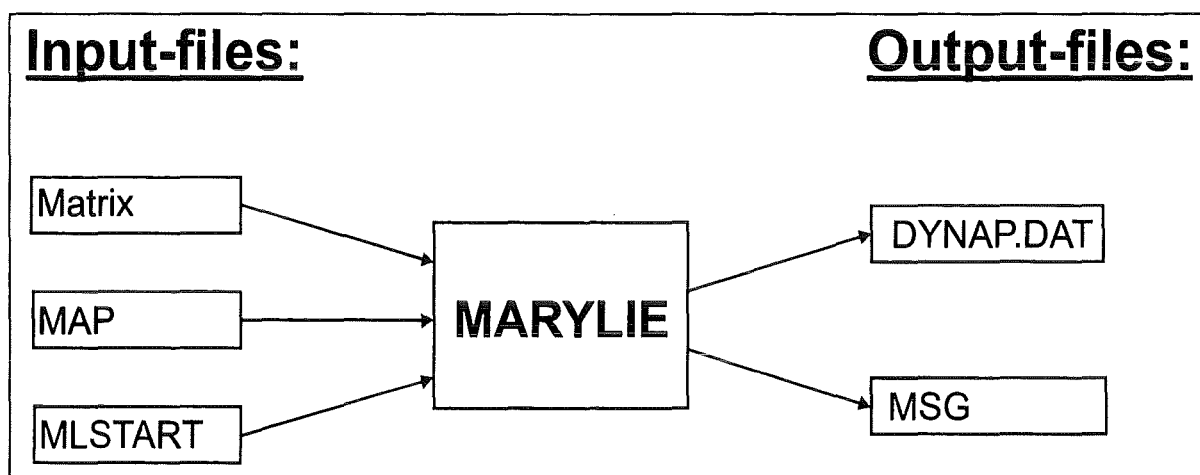 Input-files:
Output-files:
Matrix
MAP
MLSTART
MARYLIE
DYNAP.DAT
MSG